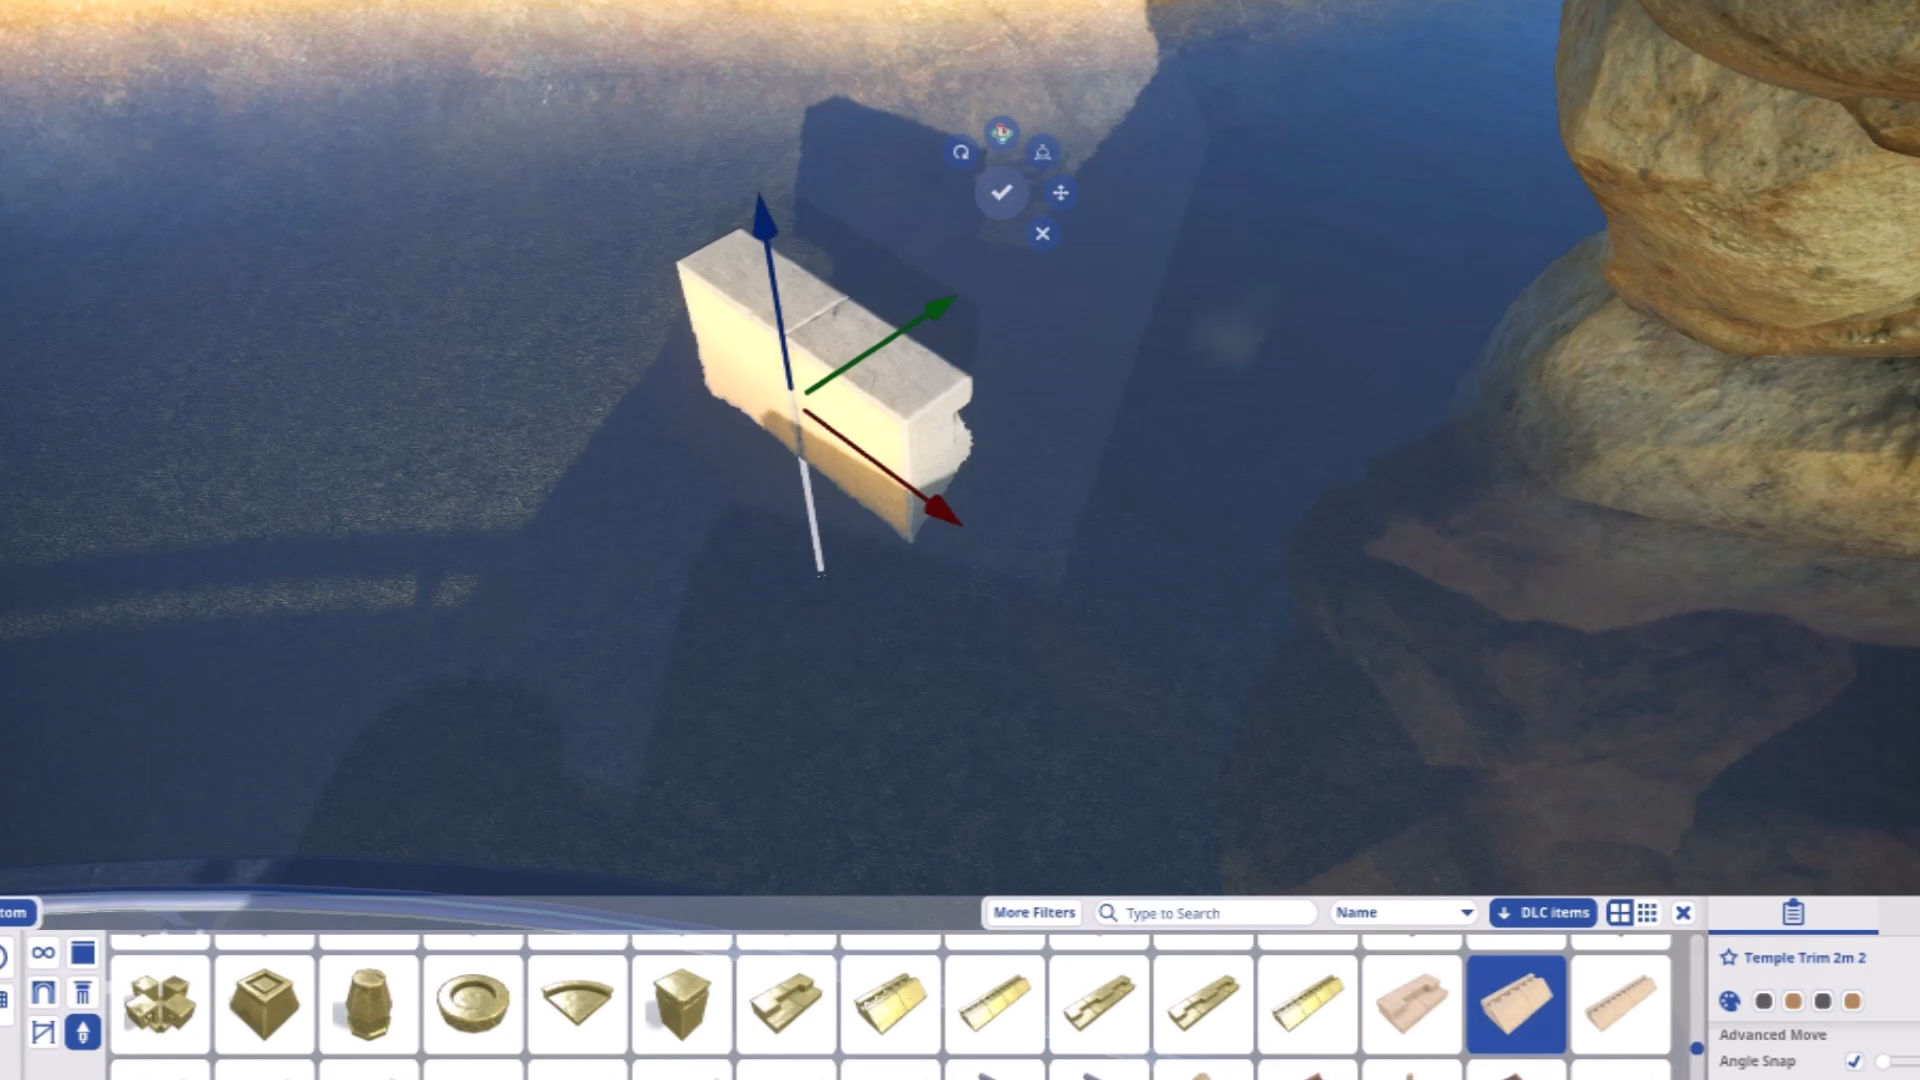 tom
More Filters
Type to Search
Name
DLC items
Temple Trim 2m 2
Advanced Move
Angle Snap